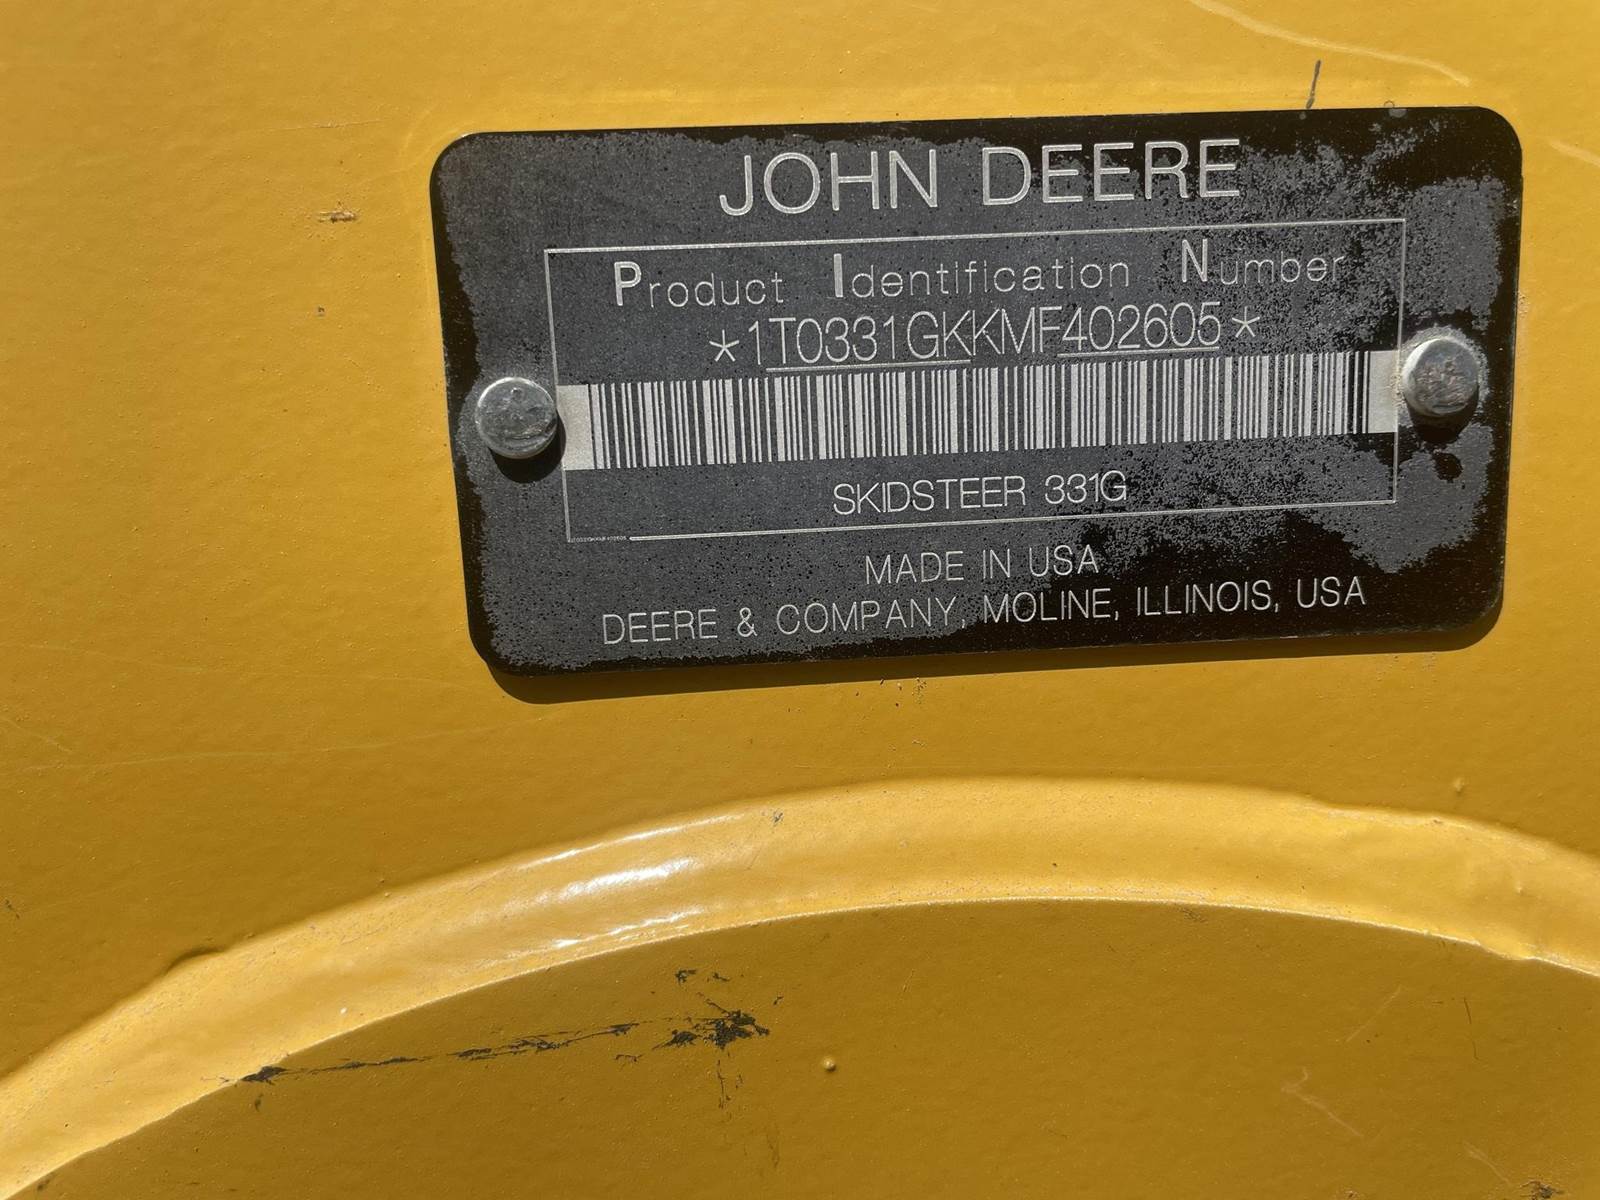 JOHN DEERE
Product Identification Number
*1T0331GKKMF402605*
SKIDSTEER 331G
MADE IN USA
DEERE & COMPANY, MOLINE, ILLINOIS, USA